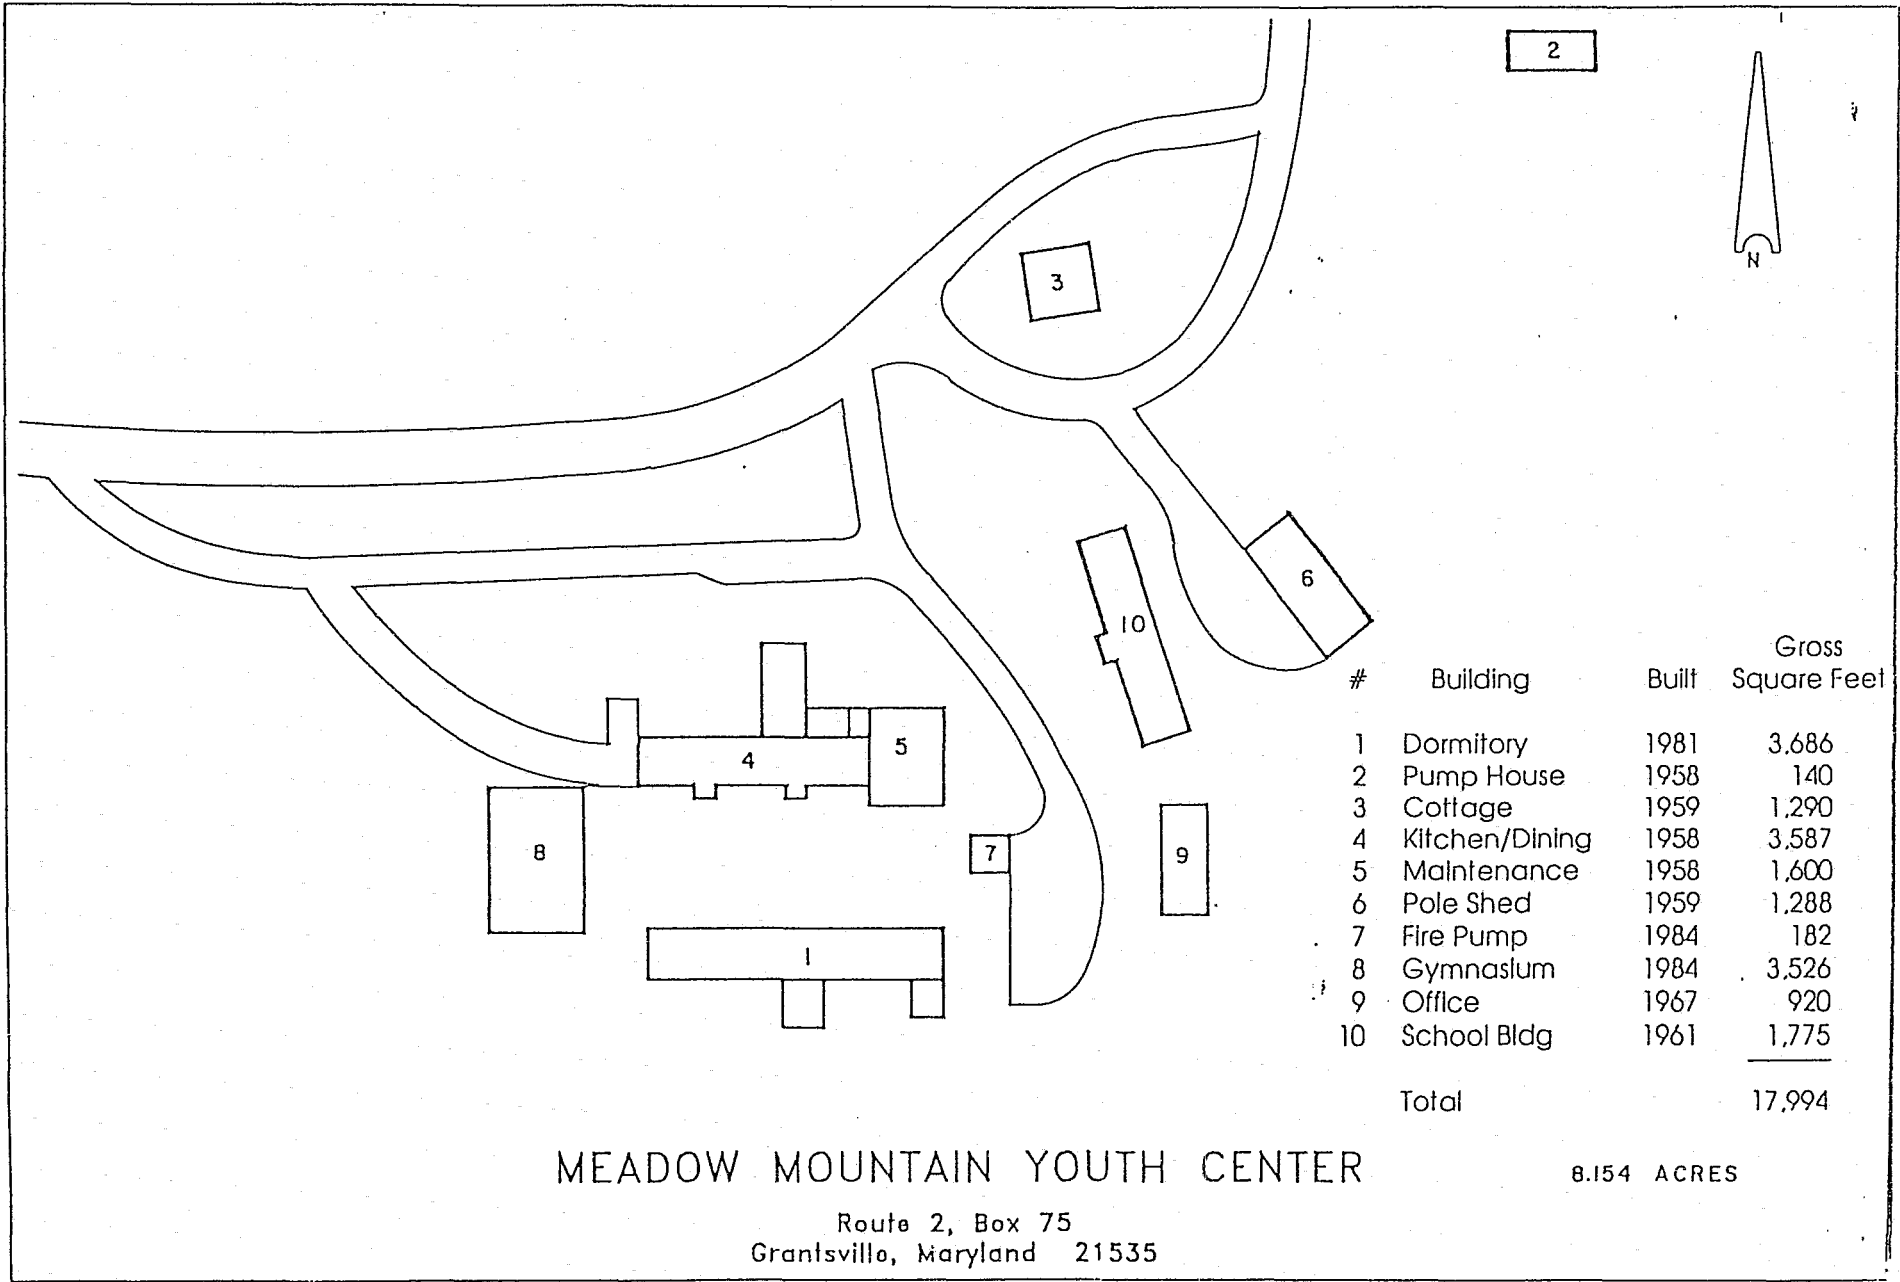 2
N
3
6
10
4
5
8
7
9
1
Gross
# Building Built Square Feet
1 Dormitory 1981 3,686
2 Pump House 1958 140
3 Cottage 1959 1,290
4 Kitchen/Dining 1958 3,587
5 Maintenance 1958 1,600
6 Pole Shed 1959 1,288
7 Fire Pump 1984 182
8 Gymnasium 1984 3,526
9 Office 1967 920
10 School Bldg 1961 1,775
Total 17,994
MEADOW MOUNTAIN YOUTH CENTER
8.154 ACRES
Route 2, Box 75
Grantsville, Maryland 21535